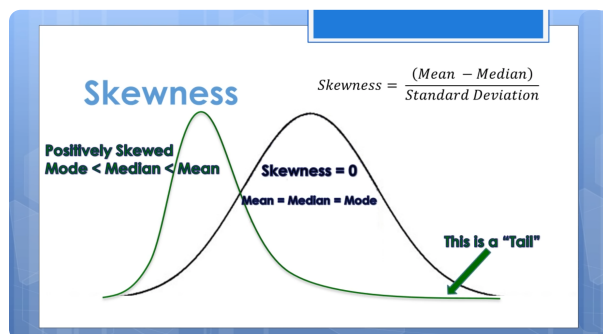 Skewness
Skewness = (Mean − Median) / Standard Deviation
Positively Skewed
Mode < Median < Mean
Skewness = 0
Mean = Median = Mode
This is a "Tail"